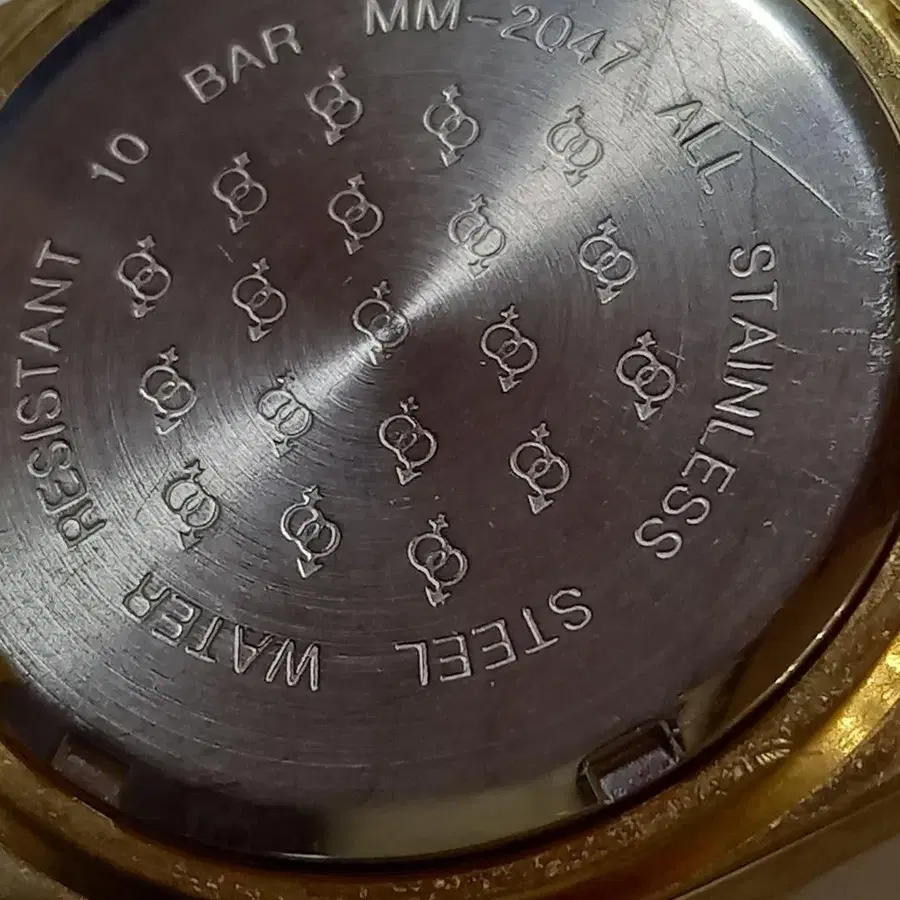 WATER RESISTANT 10 BAR MM-2047 ALL STAINLESS STEEL